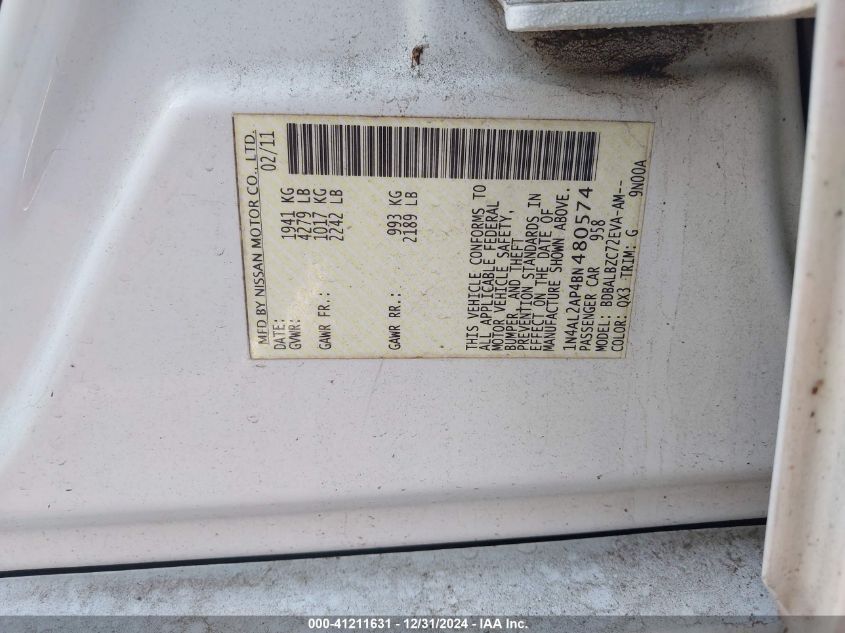 MFD BY NISSAN MOTOR CO., LTD.
DATE: 02/11
GVWR: 1941 KG
4279 LB
GAWR FR.: 1017 KG
2242 LB
GAWR RR.: 993 KG
2189 LB
THIS VEHICLE CONFORMS TO
ALL APPLICABLE FEDERAL
MOTOR VEHICLE SAFETY,
BUMPER, AND THEFT
PREVENTION STANDARDS IN
EFFECT ON THE DATE OF
MANUFACTURE SHOWN ABOVE.
1N4AL2AP4BN480574
PASSENGER CAR 958
MODEL: BDBALBZC72EVA-AM--
COLOR: QX3 TRIM: G 9N00A
000-41211631 - 12/31/2024 - IAA Inc.